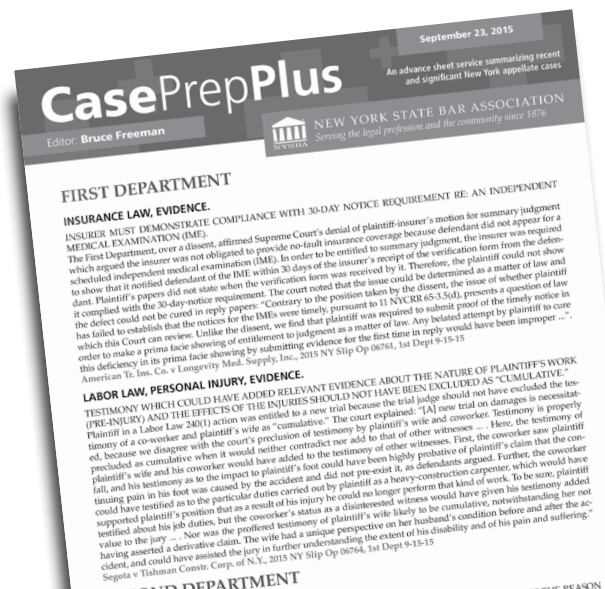 September 23, 2015
CasePrepPlus
An advance sheet service summarizing recent
and significant New York appellate cases
Editor: Bruce Freeman
NYSBA
NEW YORK STATE BAR ASSOCIATION
Serving the legal profession and the community since 1876
FIRST DEPARTMENT
INSURANCE LAW, EVIDENCE.
INSURER MUST DEMONSTRATE COMPLIANCE WITH 30-DAY NOTICE REQUIREMENT RE: AN INDEPENDENT
MEDICAL EXAMINATION (IME).
The First Department, over a dissent, affirmed Supreme Court's denial of plaintiff-insurer's motion for summary judgment
which argued the insurer was not obligated to provide no-fault insurance coverage because defendant did not appear for a
scheduled independent medical examination (IME). In order to be entitled to summary judgment, the insurer was required
to show that it notified defendant of the IME within 30 days of the insurer's receipt of the verification form from the defen-
dant. Plaintiff's papers did not state when the verification form was received by it. Therefore, the plaintiff could not show
it complied with the 30-day-notice requirement. The court noted that the issue could be determined as a matter of law and
the defect could not be cured in reply papers: "Contrary to the position taken by the dissent, the issue of whether plaintiff
has failed to establish that the notices for the IMEs were timely, pursuant to 11 NYCRR 65-3.5(d), presents a question of law
which this Court can review. Unlike the dissent, we find that plaintiff was required to submit proof of the timely notice in
order to make a prima facie showing of entitlement to judgment as a matter of law. Any belated attempt by plaintiff to cure
this deficiency in its prima facie showing by submitting evidence for the first time in reply would have been improper ...".
American Tr. Ins. Co. v Longevity Med. Supply, Inc., 2015 NY Slip Op 06761, 1st Dept 9-15-15
LABOR LAW, PERSONAL INJURY, EVIDENCE.
TESTIMONY WHICH COULD HAVE ADDED RELEVANT EVIDENCE ABOUT THE NATURE OF PLAINTIFF'S WORK
(PRE-INJURY) AND THE EFFECTS OF THE INJURIES SHOULD NOT HAVE BEEN EXCLUDED AS "CUMULATIVE."
Plaintiff in a Labor Law 240(1) action was entitled to a new trial because the trial judge should not have excluded the tes-
timony of a co-worker and plaintiff's wife as "cumulative." The court explained: "[A] new trial on damages is necessitat-
ed, because we disagree with the court's preclusion of testimony by plaintiff's wife and coworker. Testimony is properly
precluded as cumulative when it would neither contradict nor add to that of other witnesses ... . Here, the testimony of
plaintiff's wife and his coworker would have added to the testimony of other witnesses. First, the coworker saw plaintiff
fall, and his testimony as to the impact to plaintiff's foot could have been highly probative of plaintiff's claim that the con-
tinuing pain in his foot was caused by the accident and did not pre-exist it, as defendants argued. Further, the coworker
could have testified as to the particular duties carried out by plaintiff as a heavy-construction carpenter, which would have
supported plaintiff's position that as a result of his injury he could no longer perform that kind of work. To be sure, plaintiff
testified about his job duties, but the coworker's status as a disinterested witness would have given his testimony added
value to the jury ... . Nor was the proffered testimony of plaintiff's wife likely to be cumulative, notwithstanding her not
having asserted a derivative claim. The wife had a unique perspective on her husband's condition before and after the ac-
cident, and could have assisted the jury in further understanding the extent of his disability and of his pain and suffering."
Segota v Tishman Constr. Corp. of N.Y., 2015 NY Slip Op 06764, 1st Dept 9-15-15
DEPARTMENT